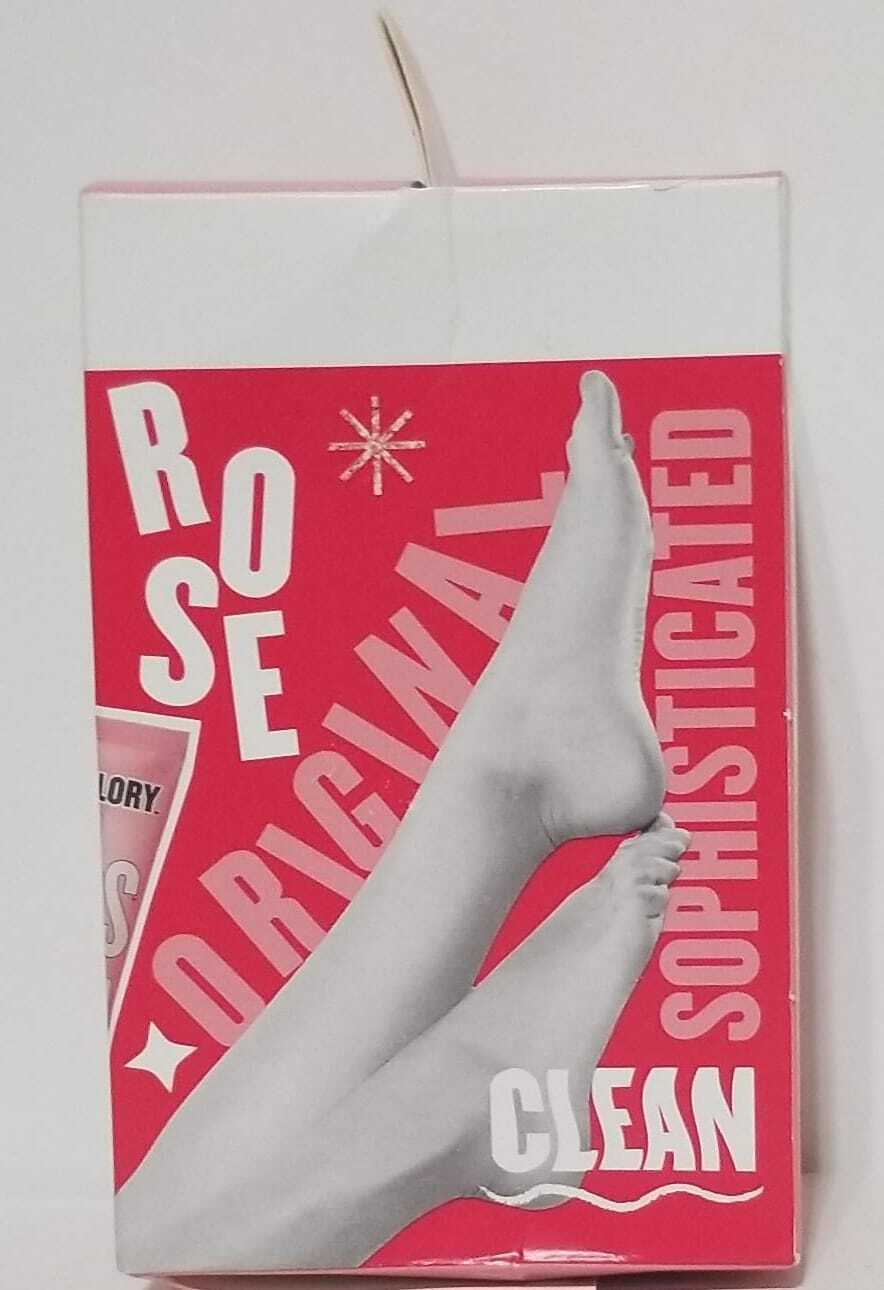 ROSE
ORIGINAL
SOPHISTICATED
LORY.
S
CLEAN